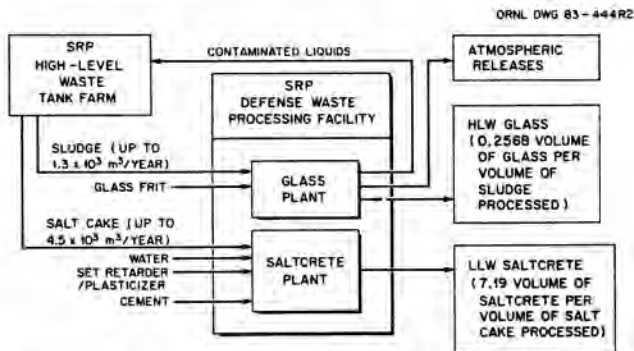 ORNL DWG 83-444R2
SRP
HIGH-LEVEL
WASTE
TANK FARM
CONTAMINATED LIQUIDS
ATMOSPHERIC
RELEASES
SRP
DEFENSE WASTE
PROCESSING FACILITY
SLUDGE (UP TO
1.3 x 10³ m³/YEAR)
GLASS FRIT
GLASS
PLANT
HLW GLASS
(0.2568 VOLUME
OF GLASS PER
VOLUME OF
SLUDGE
PROCESSED)
SALT CAKE (UP TO
4.5 x 10³ m³/YEAR)
WATER
SET RETARDER
/PLASTICIZER
CEMENT
SALTCRETE
PLANT
LLW SALTCRETE
(7.19 VOLUME OF
SALTCRETE PER
VOLUME OF SALT
CAKE PROCESSED)